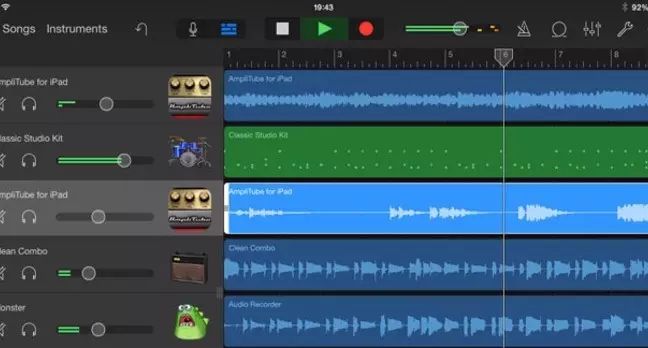 19:43
92%
Songs Instruments
1 2 3 4 5 6 7 8
AmpliTube for iPad
AmpliTube for iPad
Classic Studio Kit
Classic Studio Kit
AmpliTube for iPad
AmpliTube for iPad
Clean Combo
Clean Combo
Monster
Audio Recorder